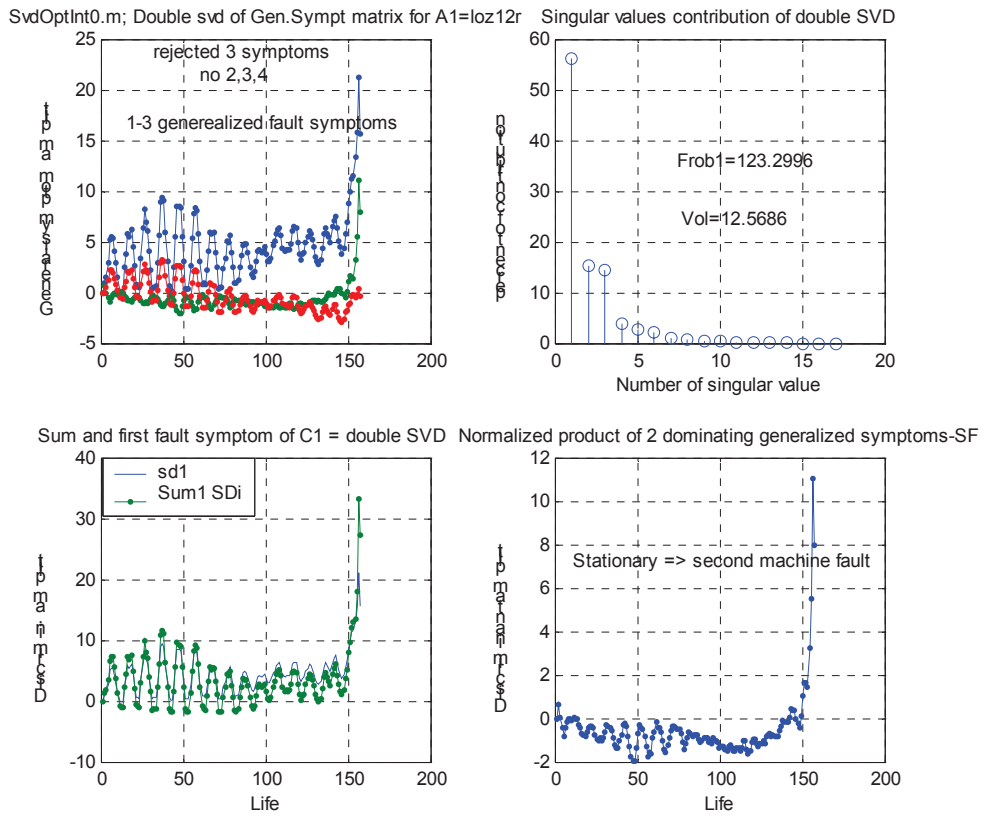 SvdOptInt0.m; Double svd of Gen.Sympt matrix for A1=loz12r
rejected 3 symptoms
no 2,3,4
1-3 generealized fault symptoms
25
20
15
10
5
0
-5
0 50 100 150 200
Singular values contribution of double SVD
Frob1=123.2996
Vol=12.5686
60
50
40
30
20
10
0
0 5 10 15 20
Number of singular value
Sum and first fault symptom of C1 = double SVD
sd1
Sum1 SDi
40
30
20
10
0
-10
0 50 100 150 200
Life
Normalized product of 2 dominating generalized symptoms-SF
Stationary => second machine fault
12
10
8
6
4
2
0
-2
0 50 100 150 200
Life